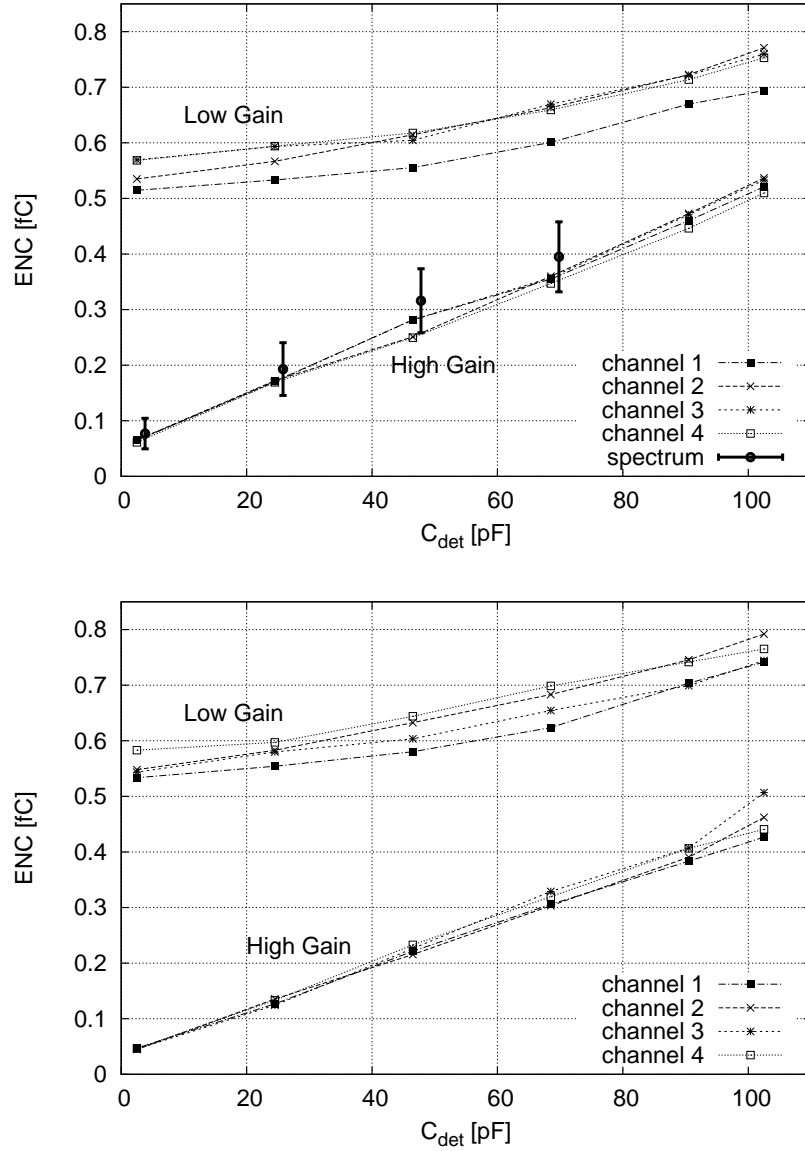 0.8
0.7
0.6
0.5
0.4
0.3
0.2
0.1
0
ENC [fC]
Low Gain
High Gain
channel 1
channel 2
channel 3
channel 4
spectrum
0 20 40 60 80 100
C_det [pF]
0.8
0.7
0.6
0.5
0.4
0.3
0.2
0.1
0
ENC [fC]
Low Gain
High Gain
channel 1
channel 2
channel 3
channel 4
0 20 40 60 80 100
C_det [pF]